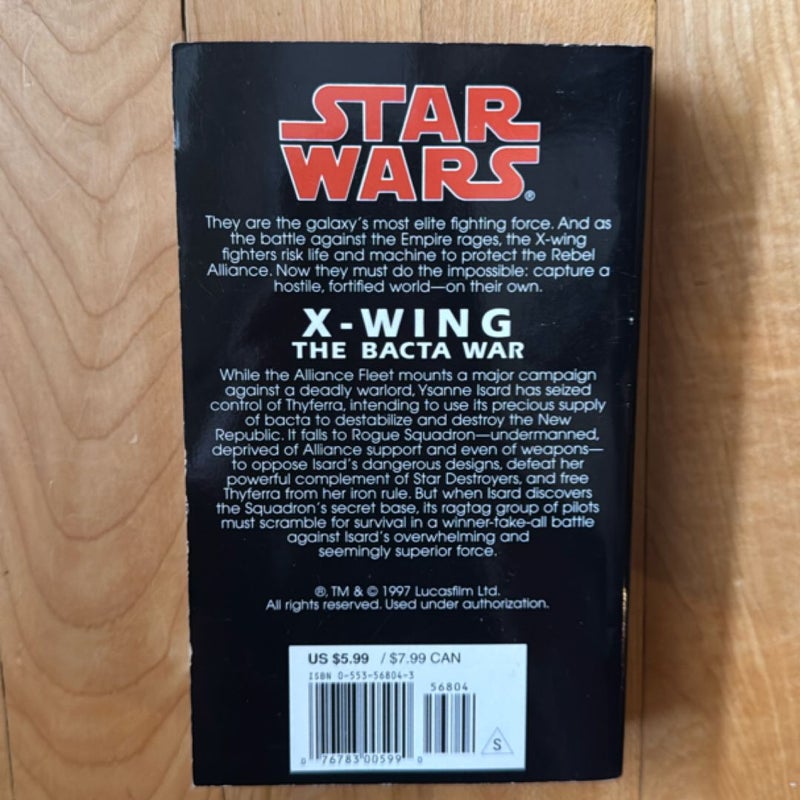 STAR
WARS®
They are the galaxy's most elite fighting force. And as
the battle against the Empire rages, the X-wing
fighters risk life and machine to protect the Rebel
Alliance. Now they must do the impossible: capture a
hostile, fortified world—on their own.
X-WING
THE BACTA WAR
While the Alliance Fleet mounts a major campaign
against a deadly warlord, Ysanne Isard has seized
control of Thyferra, intending to use its precious supply
of bacta to destabilize and destroy the New
Republic. It falls to Rogue Squadron—undermanned,
deprived of Alliance support and even of weapons—
to oppose Isard's dangerous designs, defeat her
powerful complement of Star Destroyers, and free
Thyferra from her iron rule. But when Isard discovers
the Squadron's secret base, its ragtag group of pilots
must scramble for survival in a winner-take-all battle
against Isard's overwhelming and
seemingly superior force.
®, TM & © 1997 Lucasfilm Ltd.
All rights reserved. Used under authorization.
US $5.99 / $7.99 CAN
ISBN 0-553-56804-3
56804
0 76783 00599 0
S